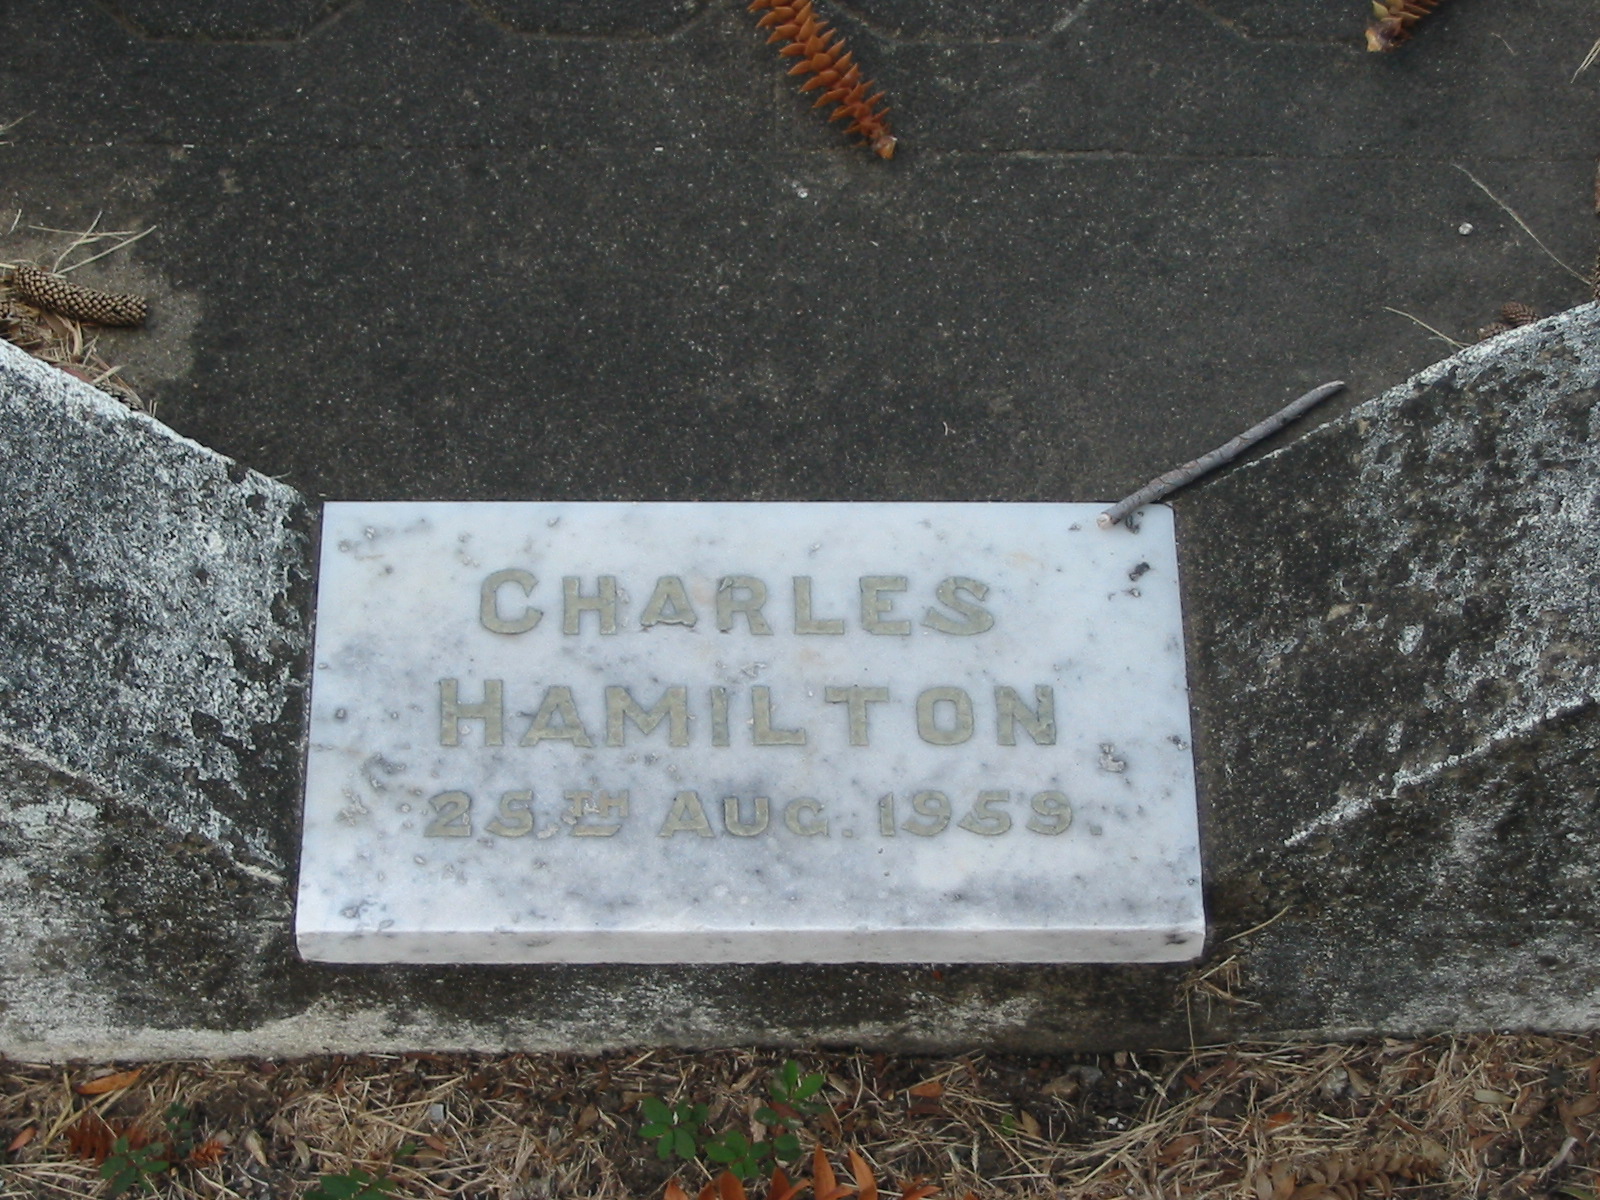 CHARLES
HAMILTON
25TH AUG. 1959.